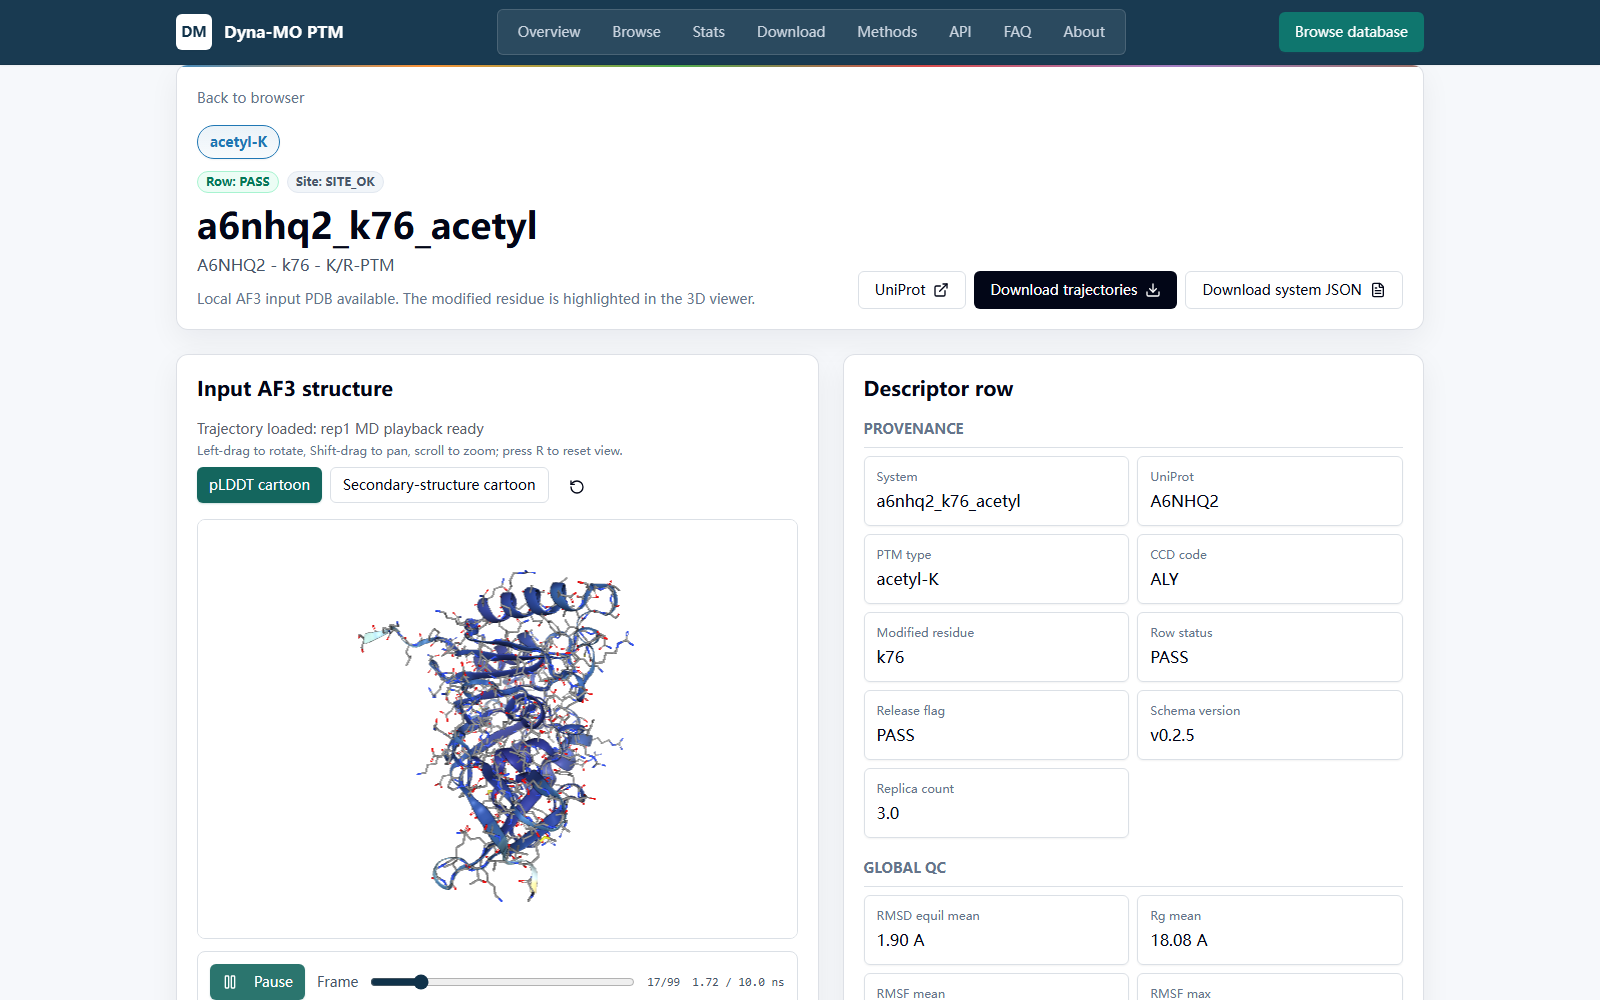 DM Dyna-MO PTM
Overview Browse Stats Download Methods API FAQ About
Browse database
Back to browser
acetyl-K
Row: PASS Site: SITE_OK
a6nhq2_k76_acetyl
A6NHQ2 - k76 - K/R-PTM
Local AF3 input PDB available. The modified residue is highlighted in the 3D viewer.
UniProt Download trajectories Download system JSON
Input AF3 structure
Trajectory loaded: rep1 MD playback ready
Left-drag to rotate, Shift-drag to pan, scroll to zoom; press R to reset view.
pLDDT cartoon Secondary-structure cartoon
Pause Frame 17/99 1.72 / 10.0 ns
Descriptor row
PROVENANCE
System
a6nhq2_k76_acetyl
UniProt
A6NHQ2
PTM type
acetyl-K
CCD code
ALY
Modified residue
k76
Row status
PASS
Release flag
PASS
Schema version
v0.2.5
Replica count
3.0
GLOBAL QC
RMSD equil mean
1.90 A
Rg mean
18.08 A
RMSF mean
RMSF max